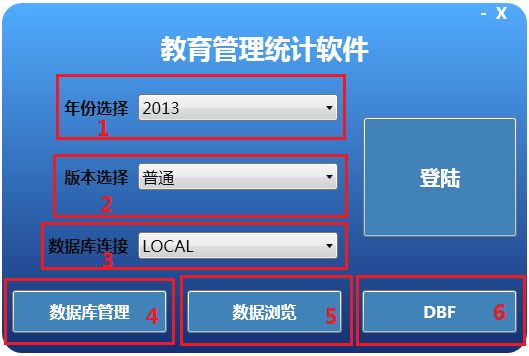 - X
教育管理统计软件
年份选择 2013
1
版本选择 普通
2
登陆
数据库连接 LOCAL
3
数据库管理 4
数据浏览 5
DBF 6